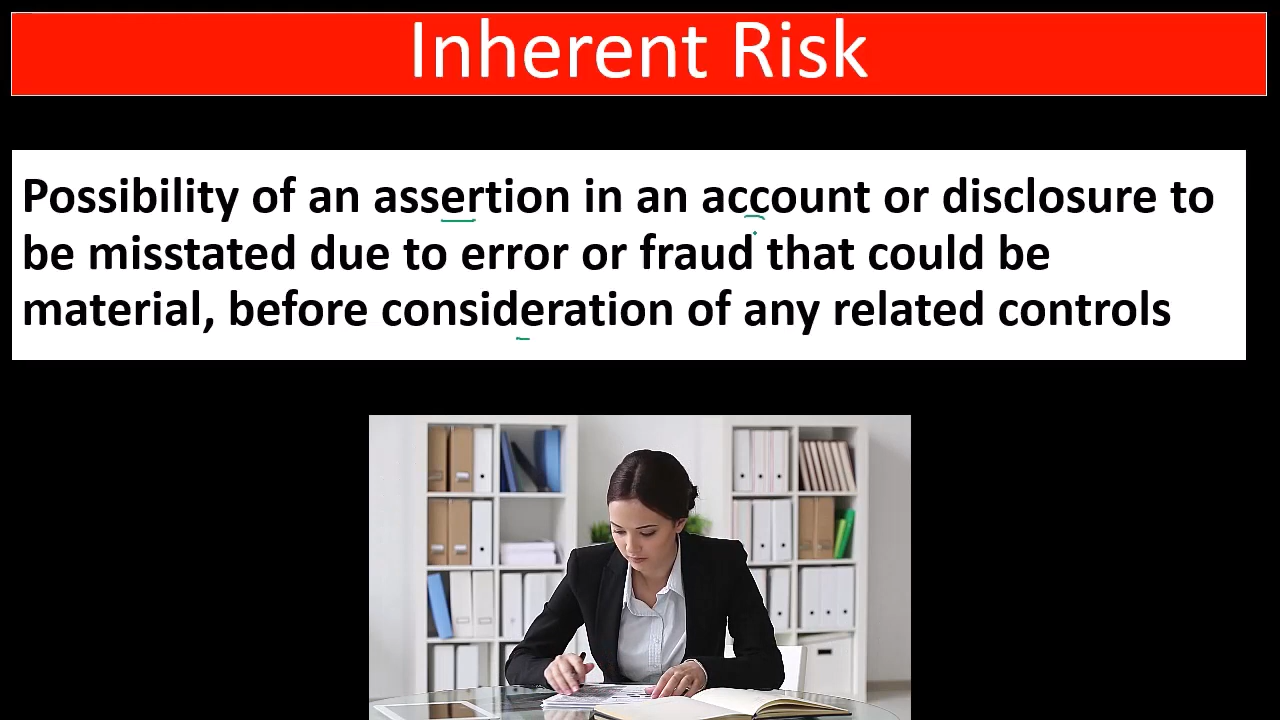 Inherent Risk
Possibility of an assertion in an account or disclosure to
be misstated due to error or fraud that could be
material, before consideration of any related controls